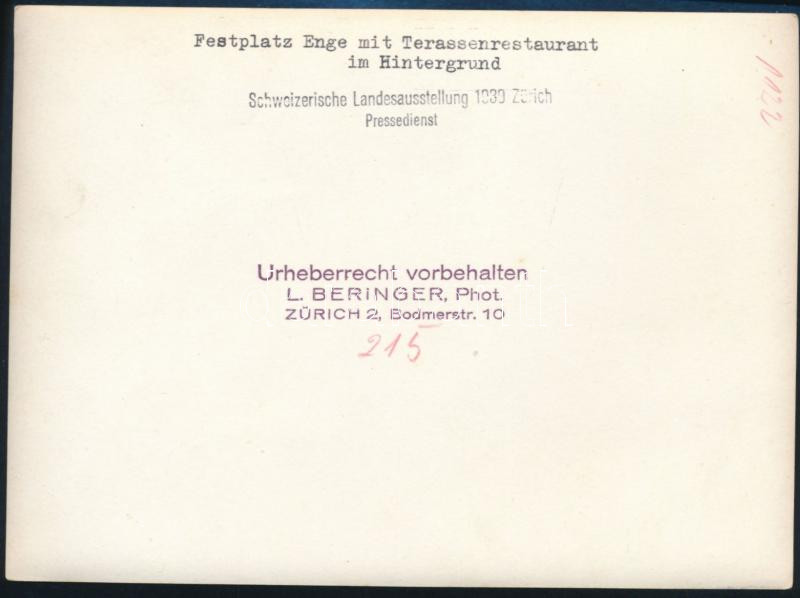 Festplatz Enge mit Terassenrestaurant
im Hintergrund
Schweizerische Landesausstellung 1939 Zürich
Pressedienst
1122
Urheberrecht vorbehalten
L. BERINGER, Phot.
ZÜRICH 2, Bodmerstr. 10
215